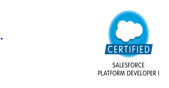 CERTIFIED
SALESFORCE
PLATFORM DEVELOPER I